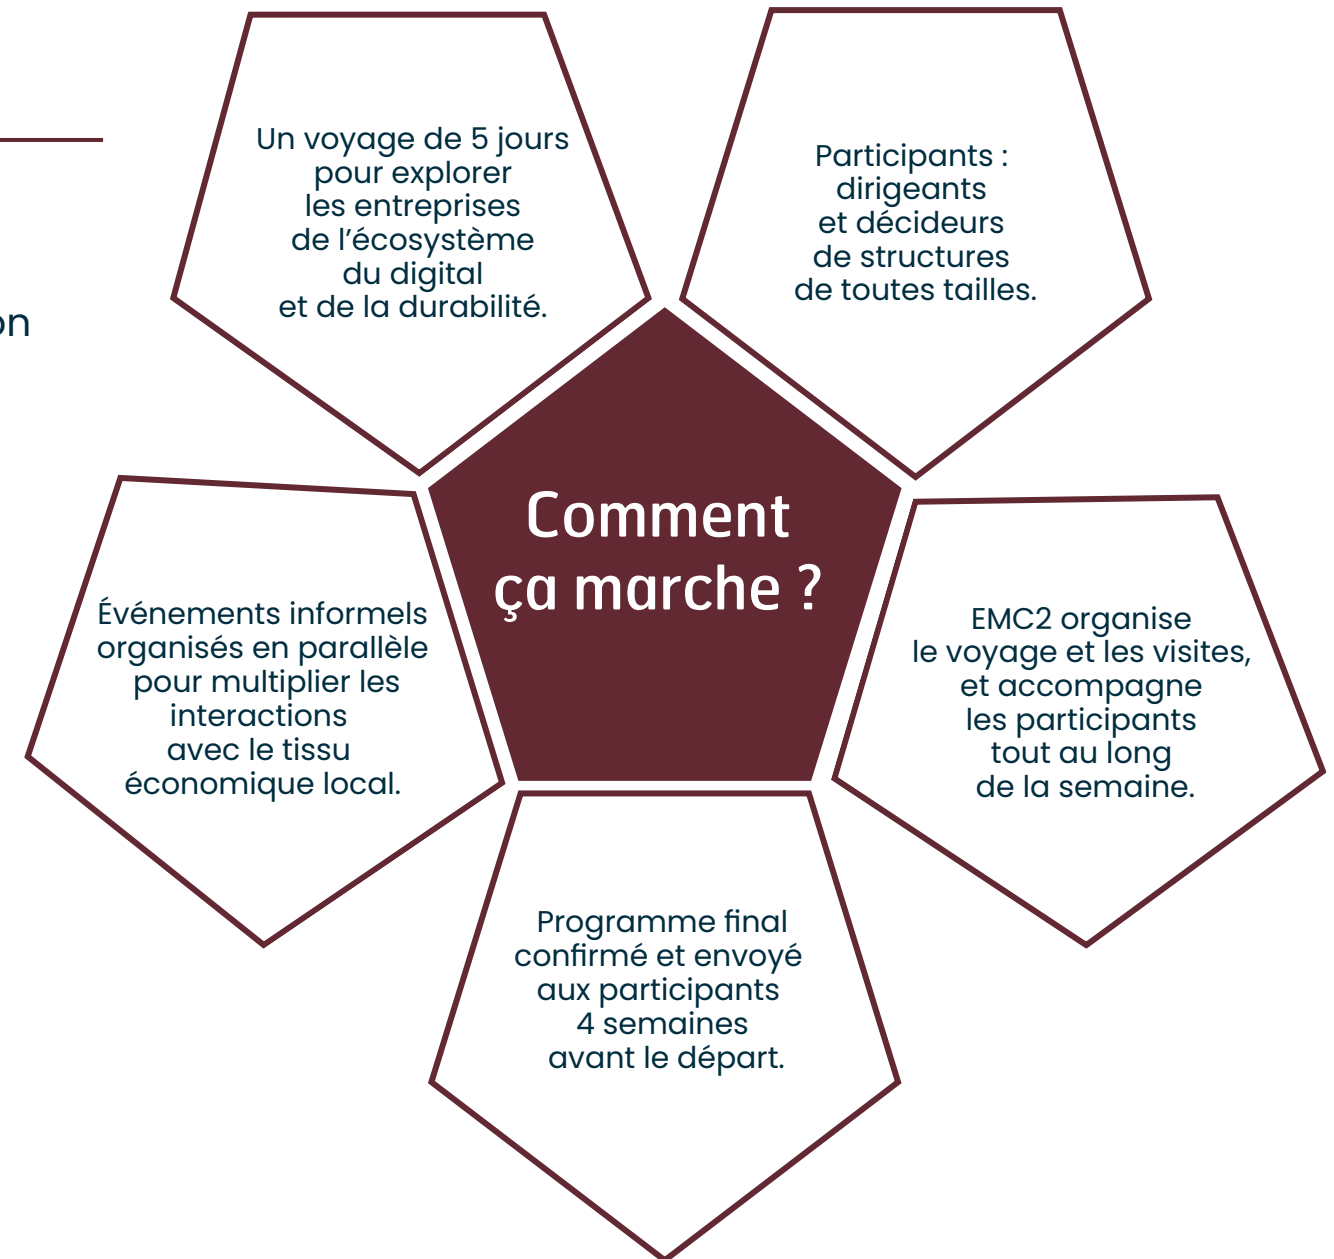 Un voyage de 5 jours
pour explorer
les entreprises
de l'écosystème
du digital
et de la durabilité.
Participants :
dirigeants
et décideurs
de structures
de toutes tailles.
Comment
ça marche ?
Événements informels
organisés en parallèle
pour multiplier les
interactions
avec le tissu
économique local.
EMC2 organise
le voyage et les visites,
et accompagne
les participants
tout au long
de la semaine.
Programme final
confirmé et envoyé
aux participants
4 semaines
avant le départ.